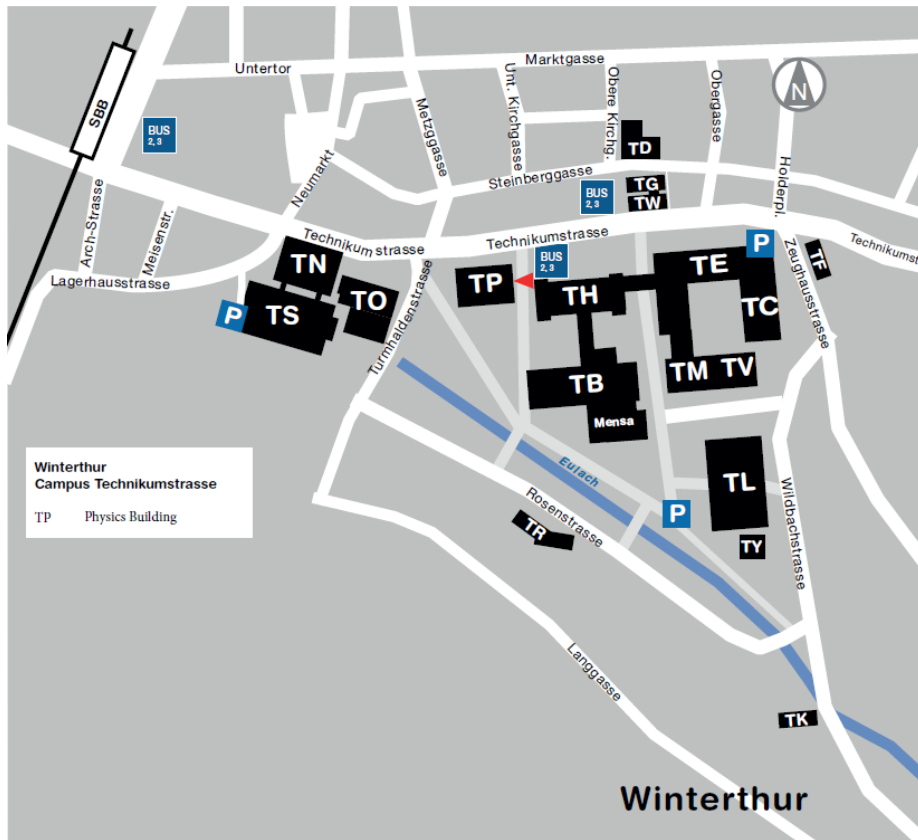 Marktgasse
Untertor
SBB
N
BUS
2, 3
Metzggasse
Unt. Kirchgasse
Obere Kirchg.
Obergasse
TD
Holderpl.
Neumarkt
Steinberggasse
TG
BUS
2, 3
TW
Arch-Strasse
Meisenstr.
Technikumstrasse
Technikumstrasse
P
Technikumst
Lagerhausstrasse
TN
BUS
2, 3
TE
TF
Zeughausstrasse
TP
TH
TO
TS
P
TC
Turmhaldenstrasse
TM
TV
TB
Mensa
Winterthur
Campus Technikumstrasse
TP Physics Building
Eulach
TL
Rosenstrasse
P
TR
TY
Wildbachstrasse
Langgasse
TK
Winterthur